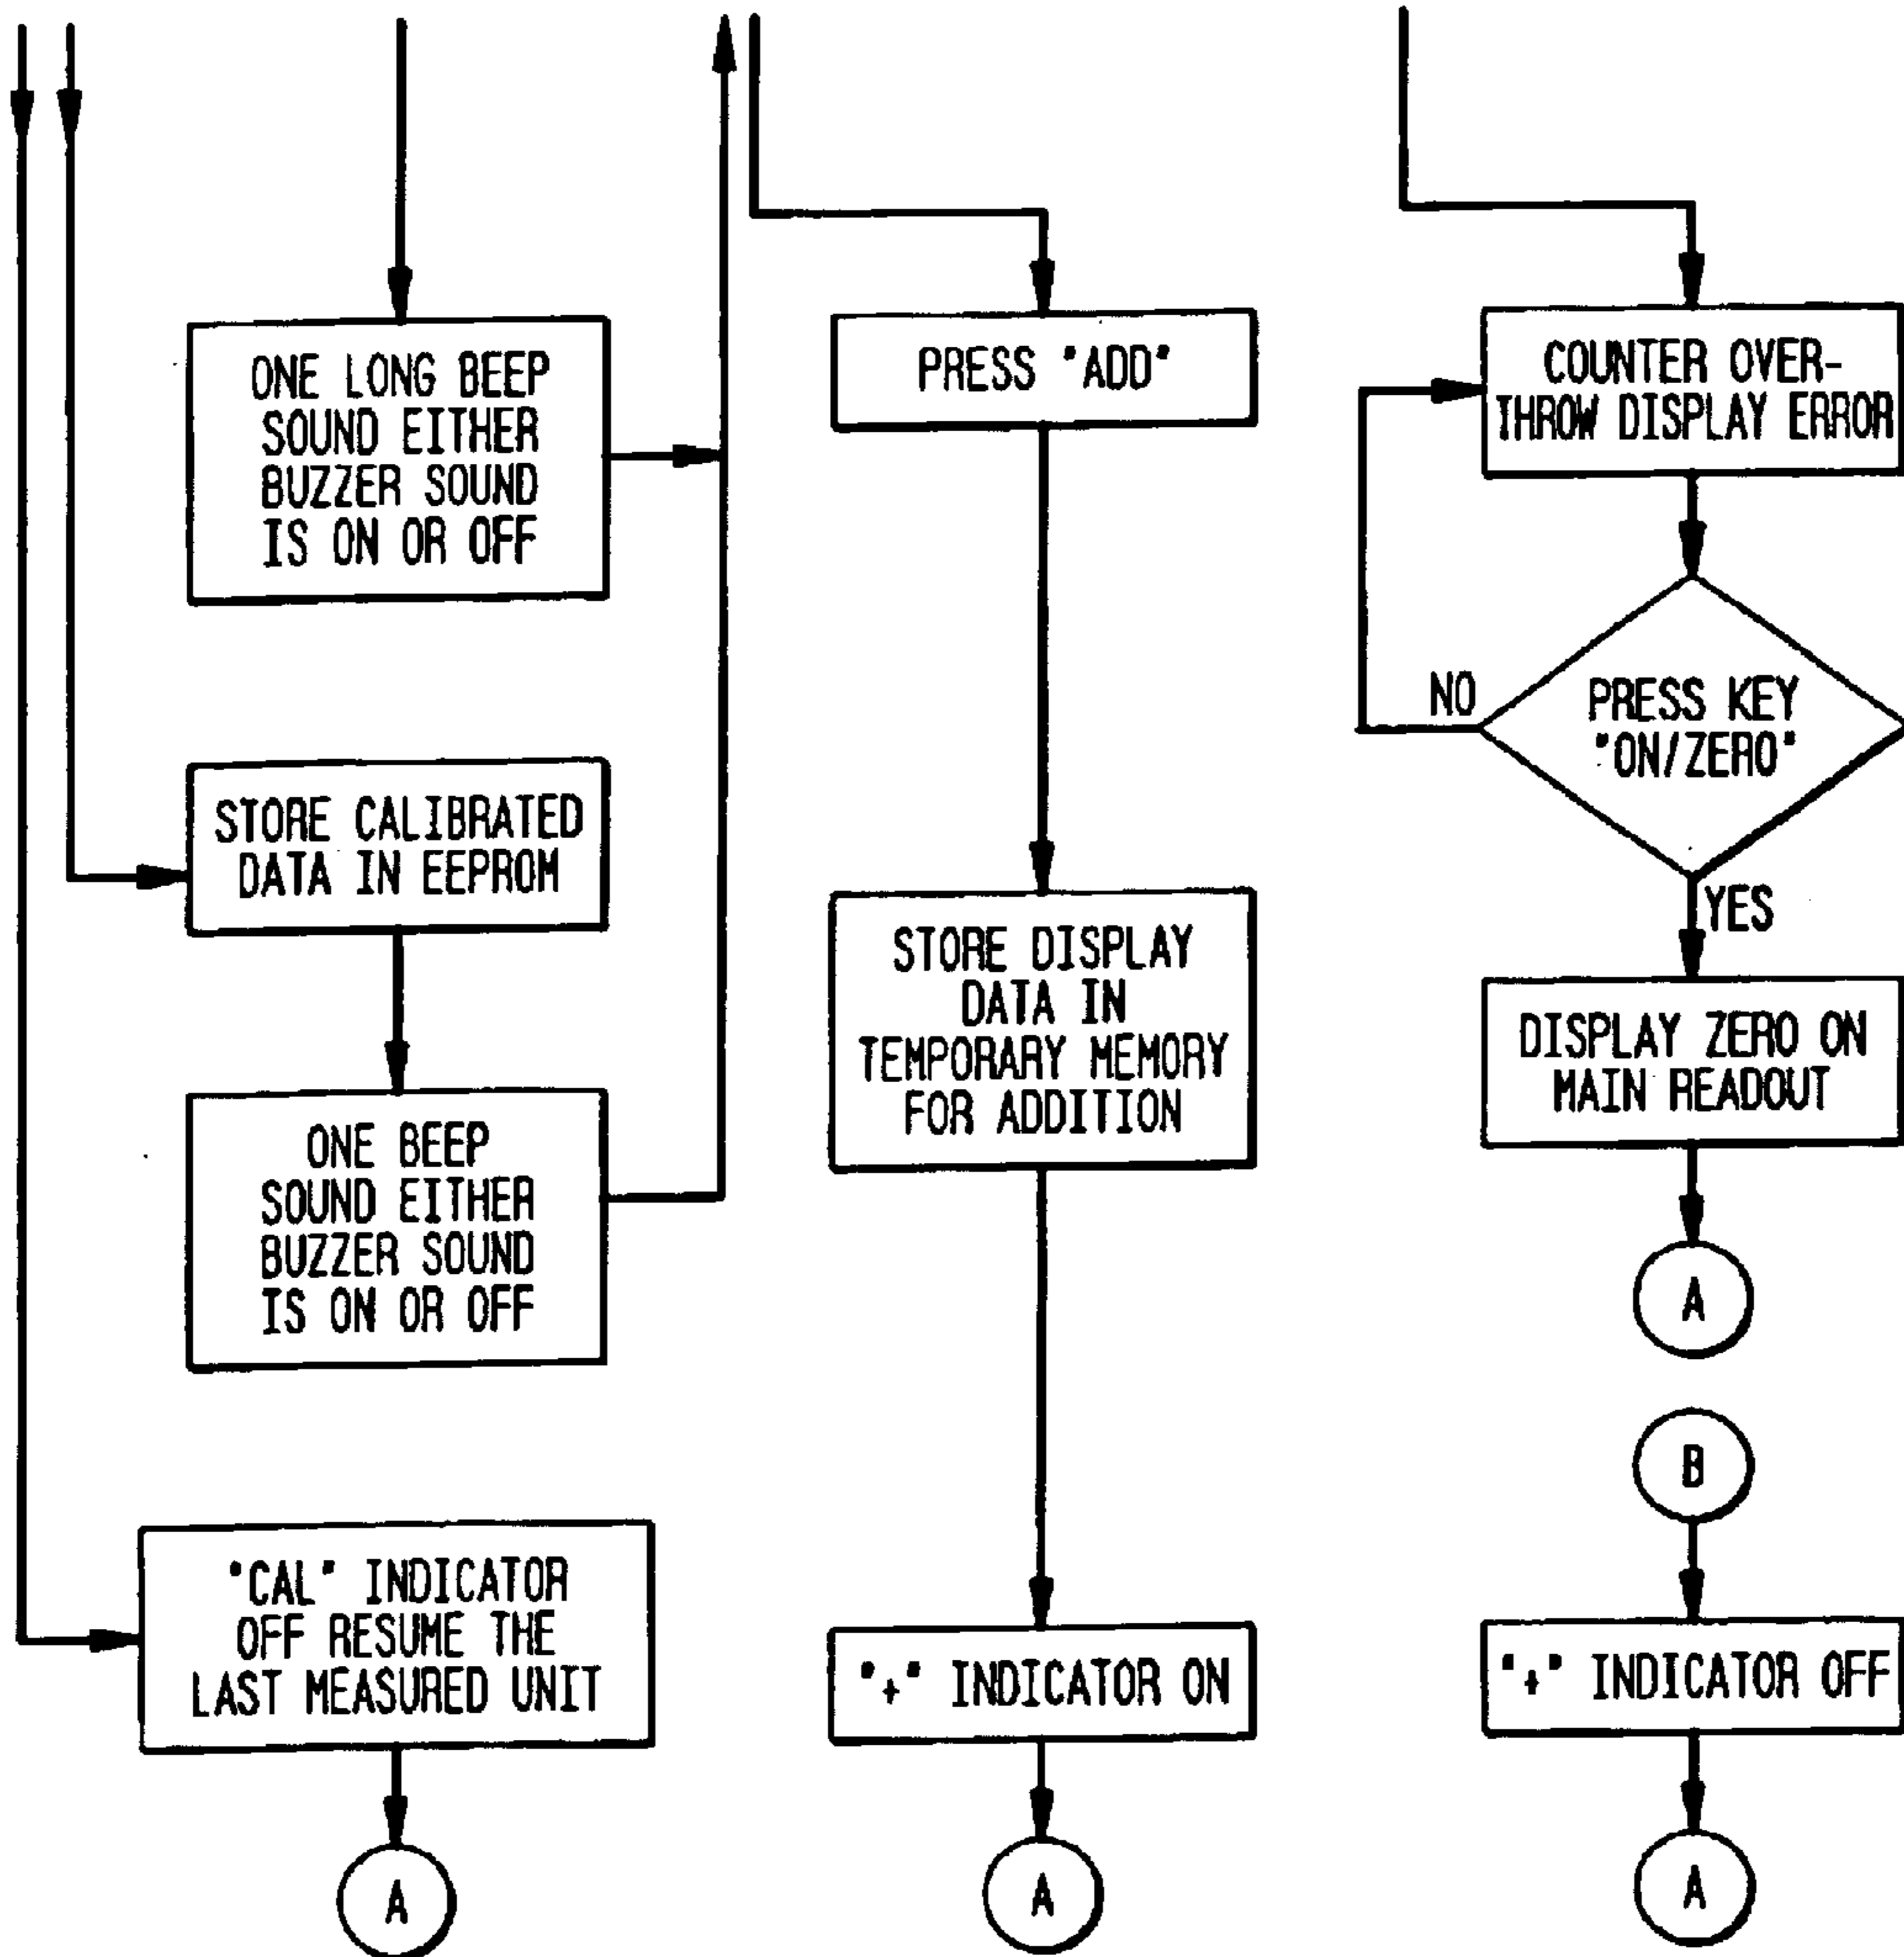 ONE LONG BEEP
SOUND EITHER
BUZZER SOUND
IS ON OR OFF
STORE CALIBRATED
DATA IN EEPROM
ONE BEEP
SOUND EITHER
BUZZER SOUND
IS ON OR OFF
"CAL" INDICATOR
OFF RESUME THE
LAST MEASURED UNIT
A
PRESS "ADD"
STORE DISPLAY
DATA IN
TEMPORARY MEMORY
FOR ADDITION
"+" INDICATOR ON
A
COUNTER OVER-
THROW DISPLAY ERROR
NO
PRESS KEY
"ON/ZERO"
YES
DISPLAY ZERO ON
MAIN READOUT
A
B
"+" INDICATOR OFF
A